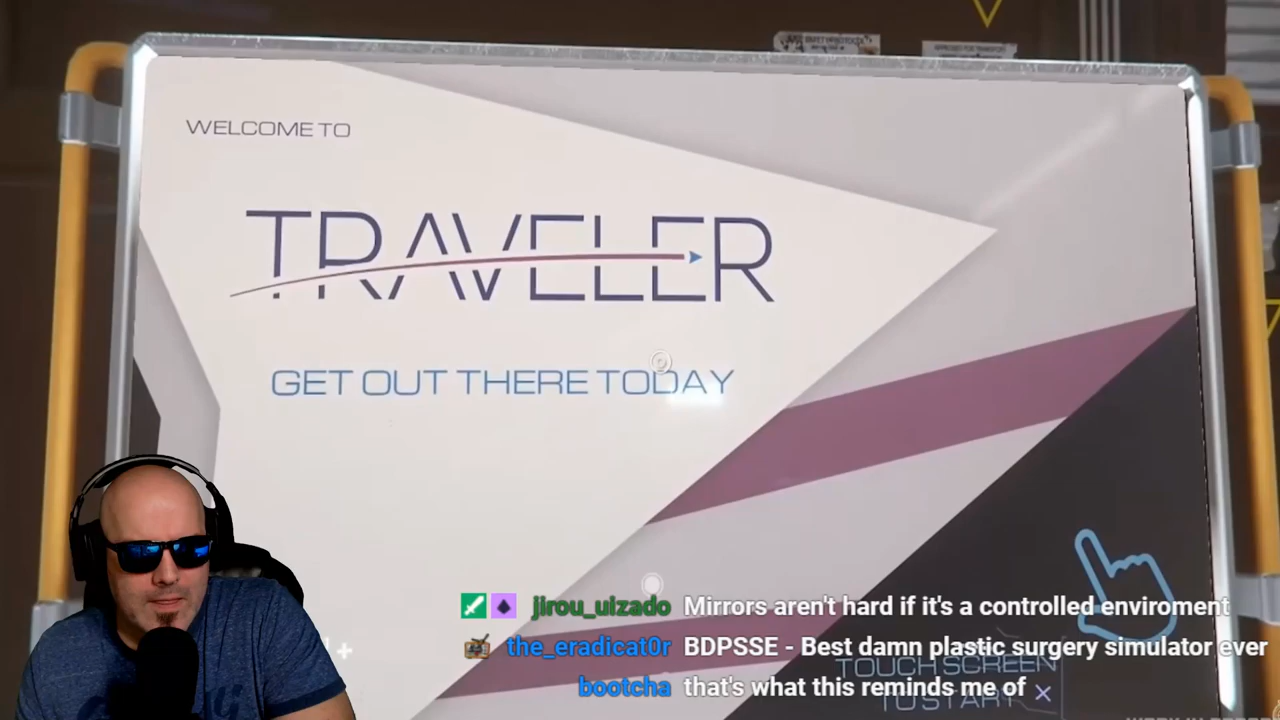 WELCOME TO
TRAVELER
GET OUT THERE TODAY
jirou_uizado Mirrors aren't hard if it's a controlled enviroment
the_eradicat0r BDPSSE - Best damn plastic surgery simulator ever
TOUCH SCREEN
bootcha that's what this reminds me of
TO START